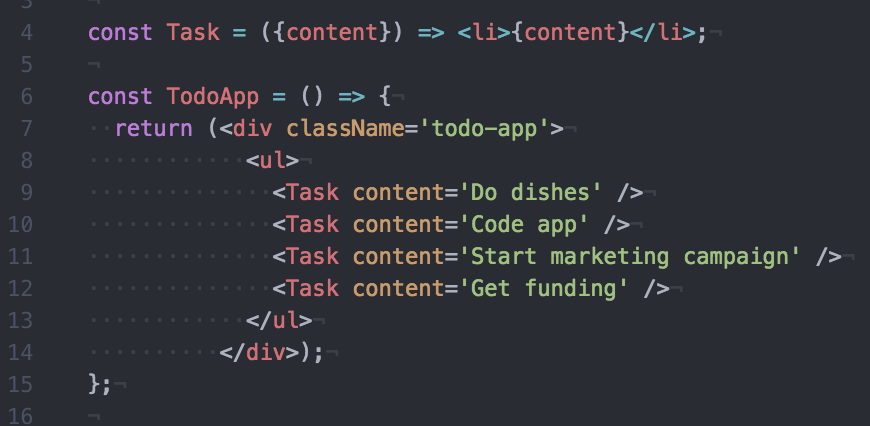 3
4 const Task = ({content}) => <li>{content}</li>;¬
5 ¬
6 const TodoApp = () => {¬
7 ··return (<div className='todo-app'>¬
8 ············<ul>¬
9 ··············<Task content='Do dishes' />¬
10 ··············<Task content='Code app' />¬
11 ··············<Task content='Start marketing campaign' />¬
12 ··············<Task content='Get funding' />¬
13 ············</ul>¬
14 ··········</div>);¬
15 };¬
16 ¬